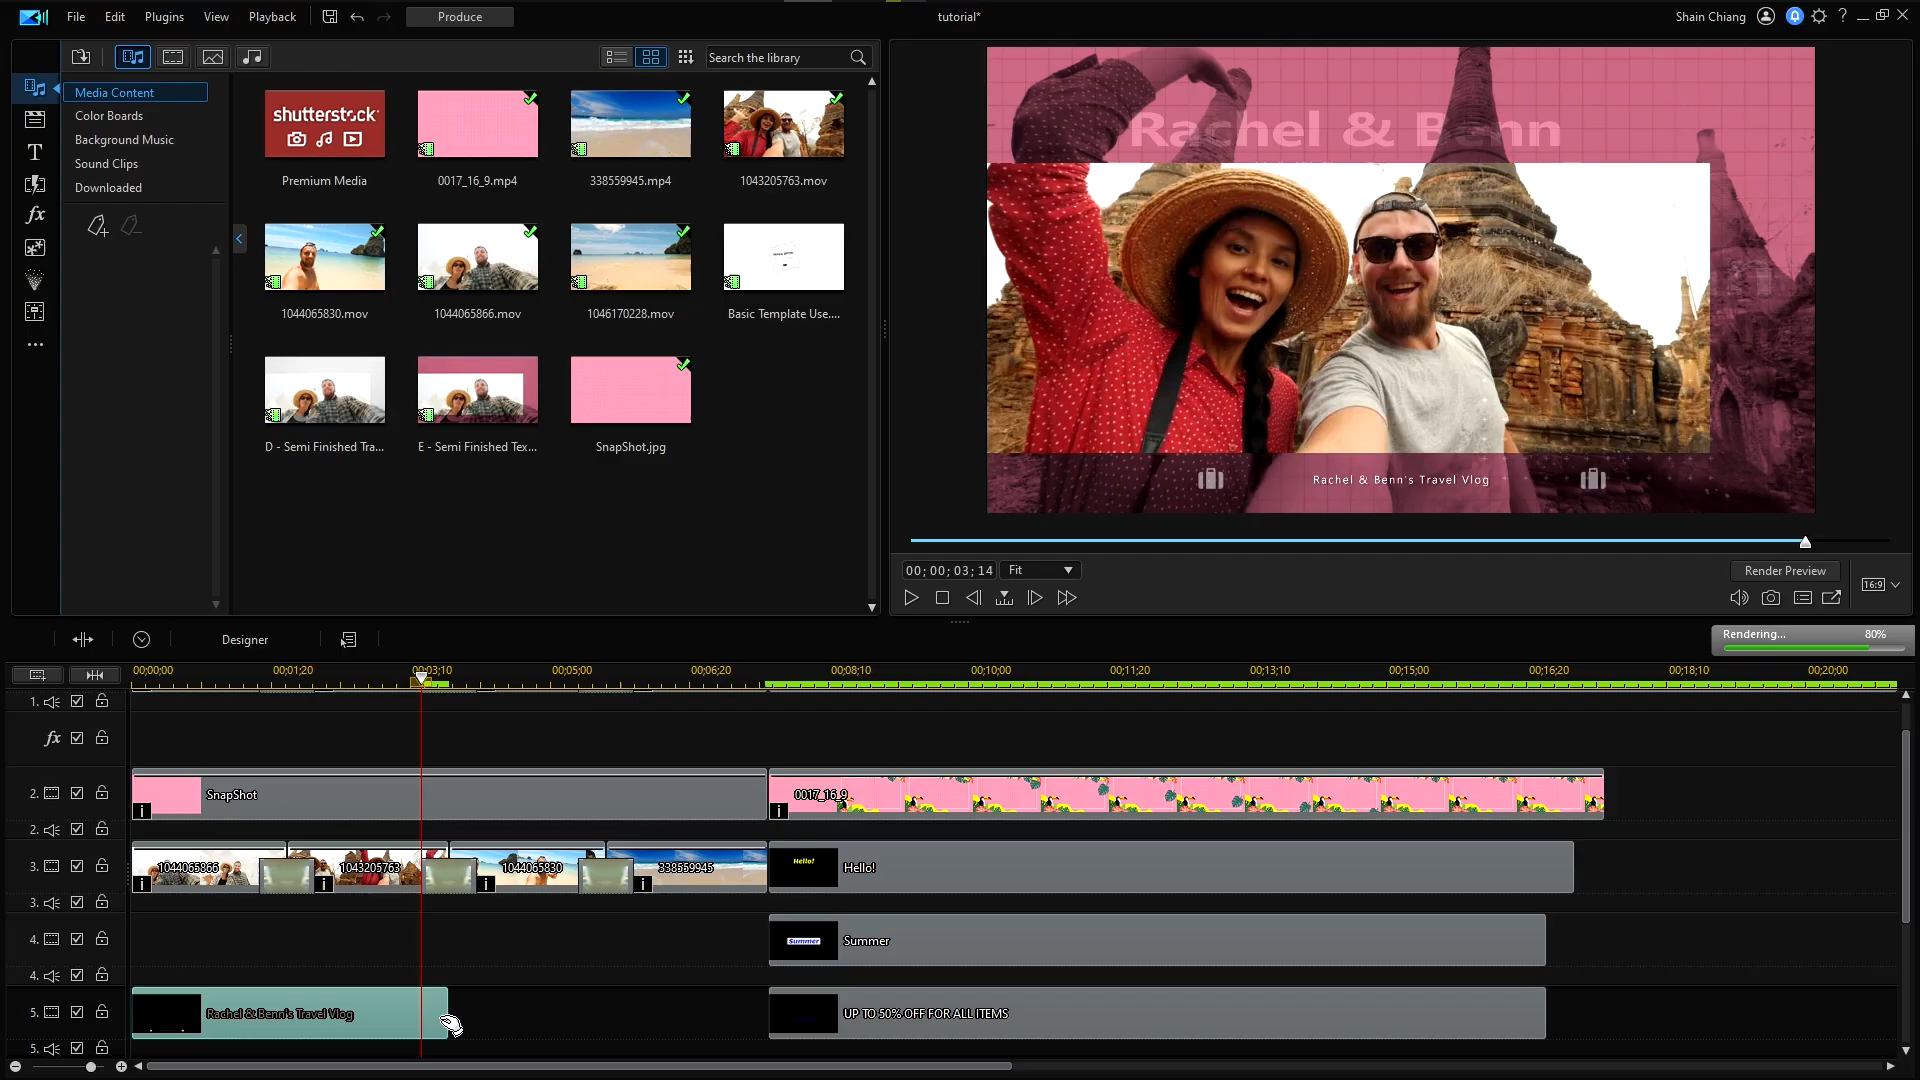 File Edit Plugins View Playback Produce
tutorial*
Shain Chiang
Search the library
Media Content
Color Boards
Background Music
Sound Clips
Downloaded
shutterstock
Premium Media
0017_16_9.mp4
338559945.mp4
1043205763.mov
1044065830.mov
1044065866.mov
1046170228.mov
Basic Template Use....
D - Semi Finished Tra...
E - Semi Finished Tex...
SnapShot.jpg
Rachel & Benn
Rachel & Benn's Travel Vlog
00;00;03;14
Fit
Render Preview
16:9
Designer
Rendering... 80%
00;00;00 00;01;20 00;03;10 00;05;00 00;06;20 00;08;10 00;10;00 00;11;20 00;13;10 00;15;00 00;16;20 00;18;10 00;20;00
1.
fx
2. SnapShot 0017_16_9
2.
3. 1044065866 1043205763 1044065830 338559945 Hello! Hello!
3.
4. Summer Summer
4.
5. Rachel & Benn's Travel Vlog UP TO 50% OFF FOR ALL ITEMS
5.